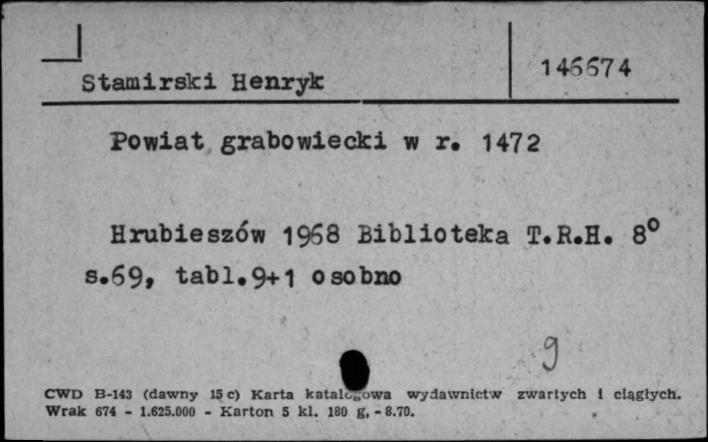 Stamirski Henryk
146674
Powiat grabowiecki w r. 1472
Hrubieszów 1968 Biblioteka T.R.H. 8°
s.69, tabl.9+1 osobno
9
CWD B-143 (dawny 15 c) Karta katalogowa wydawnictw zwartych i ciągłych.
Wrak 674 - 1.625.000 - Karton 5 kl. 180 g, - 8.70.